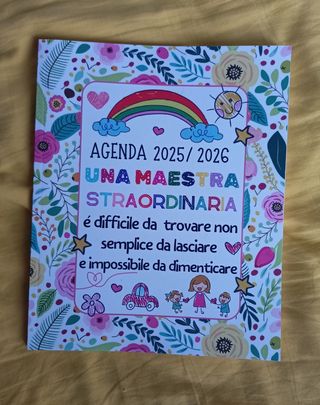 AGENDA 2025/ 2026
UNA MAESTRA
STRAORDINARIA
é difficile da trovare non
semplice da lasciare
e impossibile da dimenticare